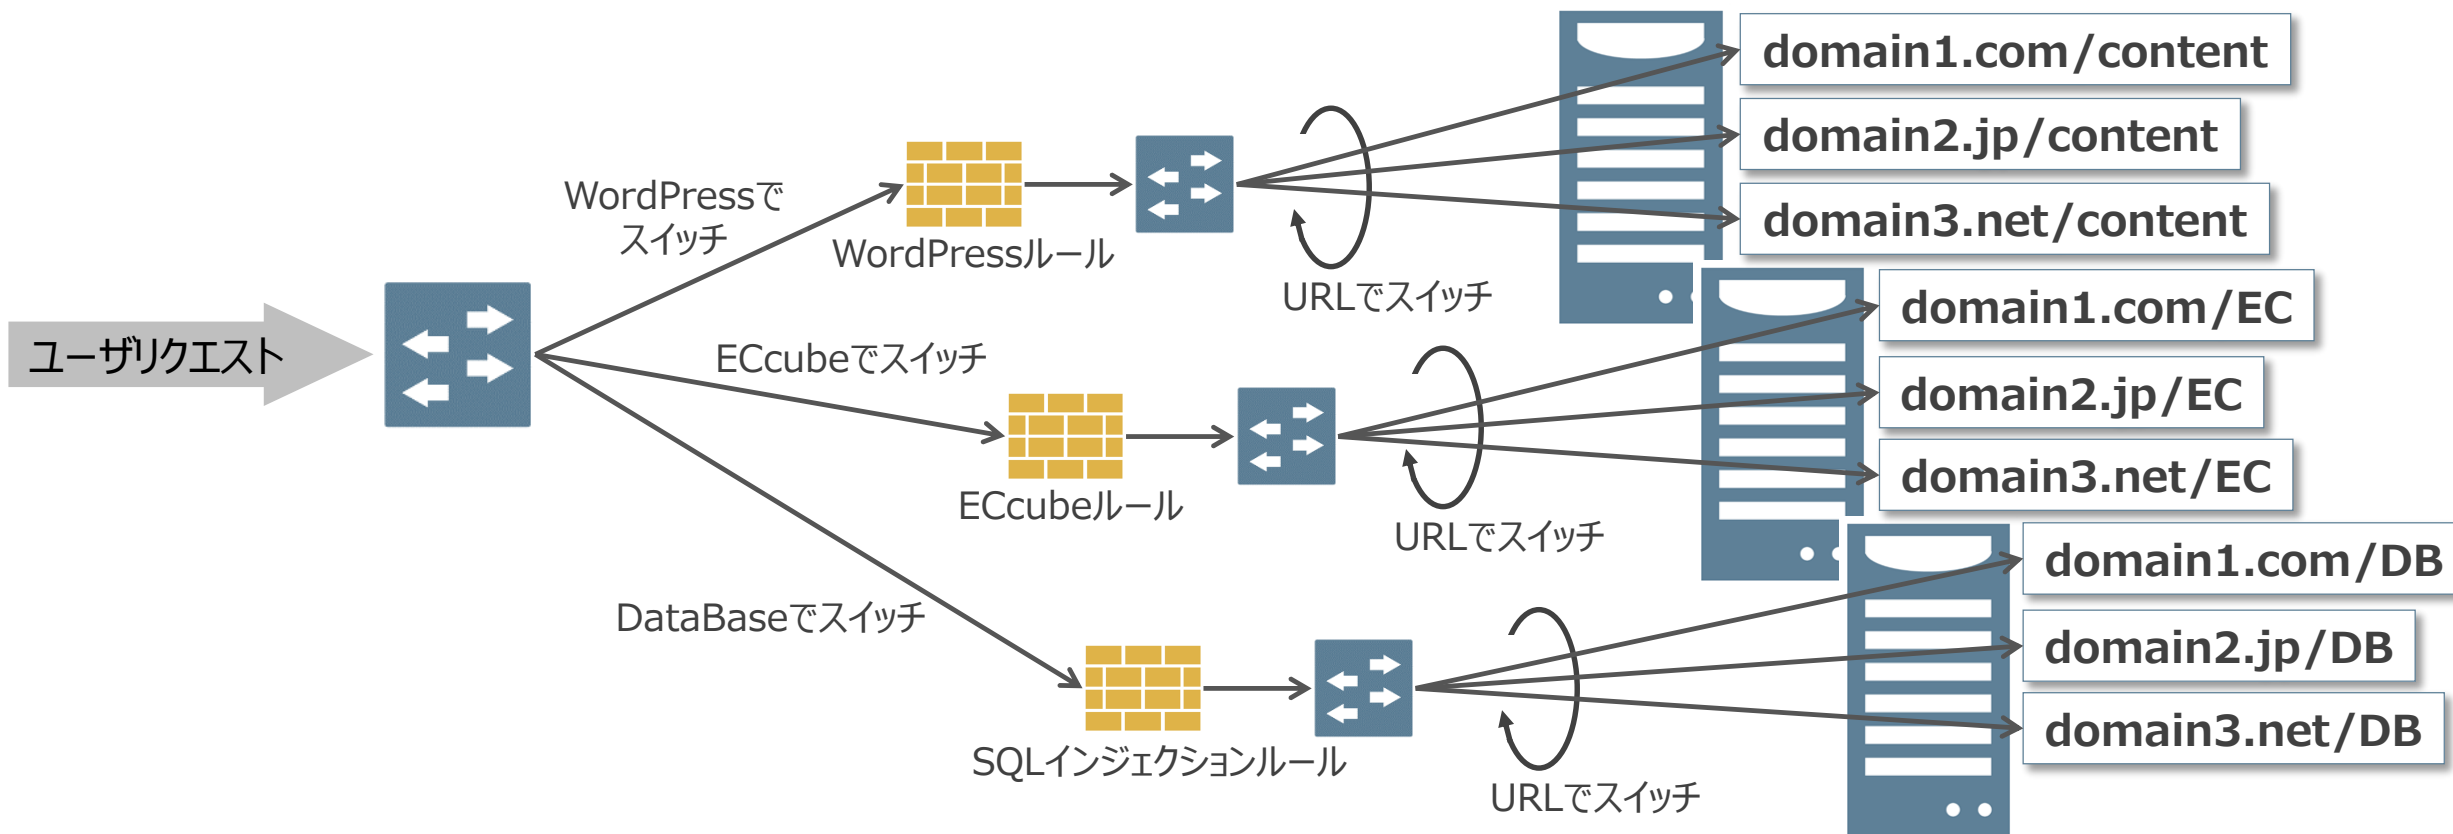 domain1.com/content
domain2.jp/content
domain3.net/content
WordPressで
スイッチ
WordPressルール
URLでスイッチ
ユーザリクエスト
ECcubeでスイッチ
domain1.com/EC
domain2.jp/EC
domain3.net/EC
ECcubeルール
URLでスイッチ
DataBaseでスイッチ
domain1.com/DB
domain2.jp/DB
domain3.net/DB
SQLインジェクションルール
URLでスイッチ